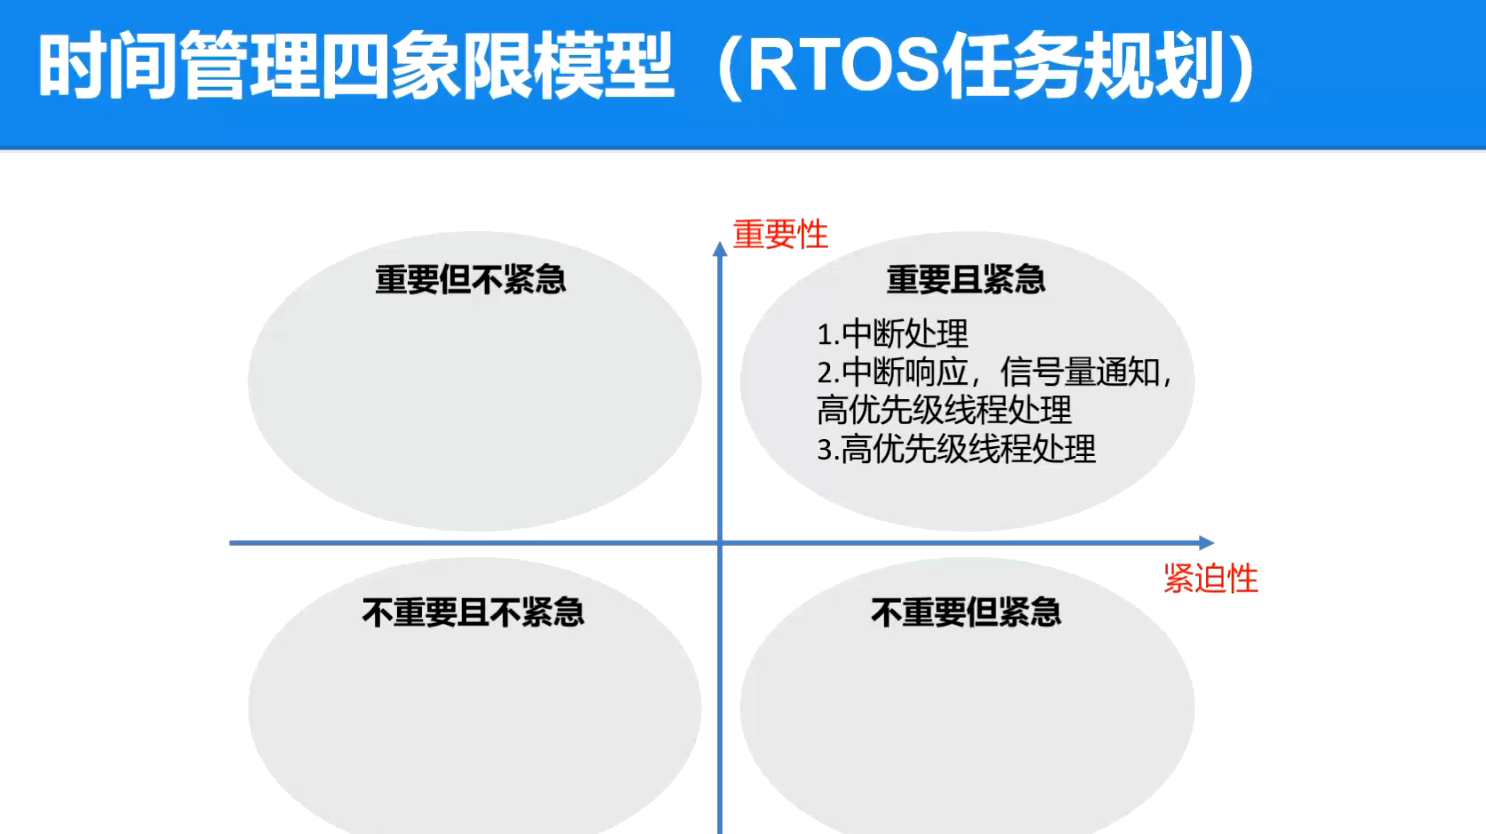 时间管理四象限模型（RTOS任务规划）
重要性
重要但不紧急
重要且紧急
1.中断处理
2.中断响应，信号量通知，
高优先级线程处理
3.高优先级线程处理
紧迫性
不重要且不紧急
不重要但紧急